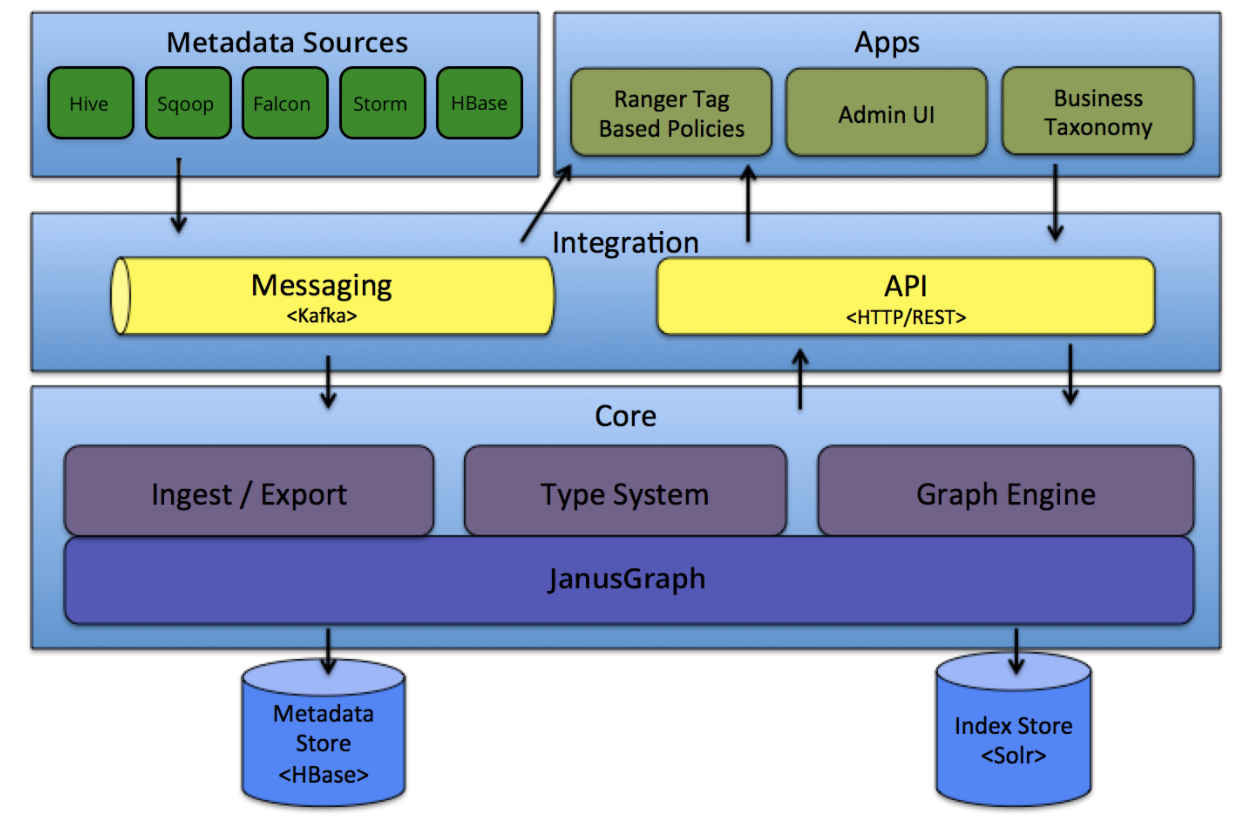 Metadata Sources
Hive
Sqoop
Falcon
Storm
HBase
Apps
Ranger Tag
Based Policies
Admin UI
Business
Taxonomy
Integration
Messaging
<Kafka>
API
<HTTP/REST>
Core
Ingest / Export
Type System
Graph Engine
JanusGraph
Metadata
Store
<HBase>
Index Store
<Solr>